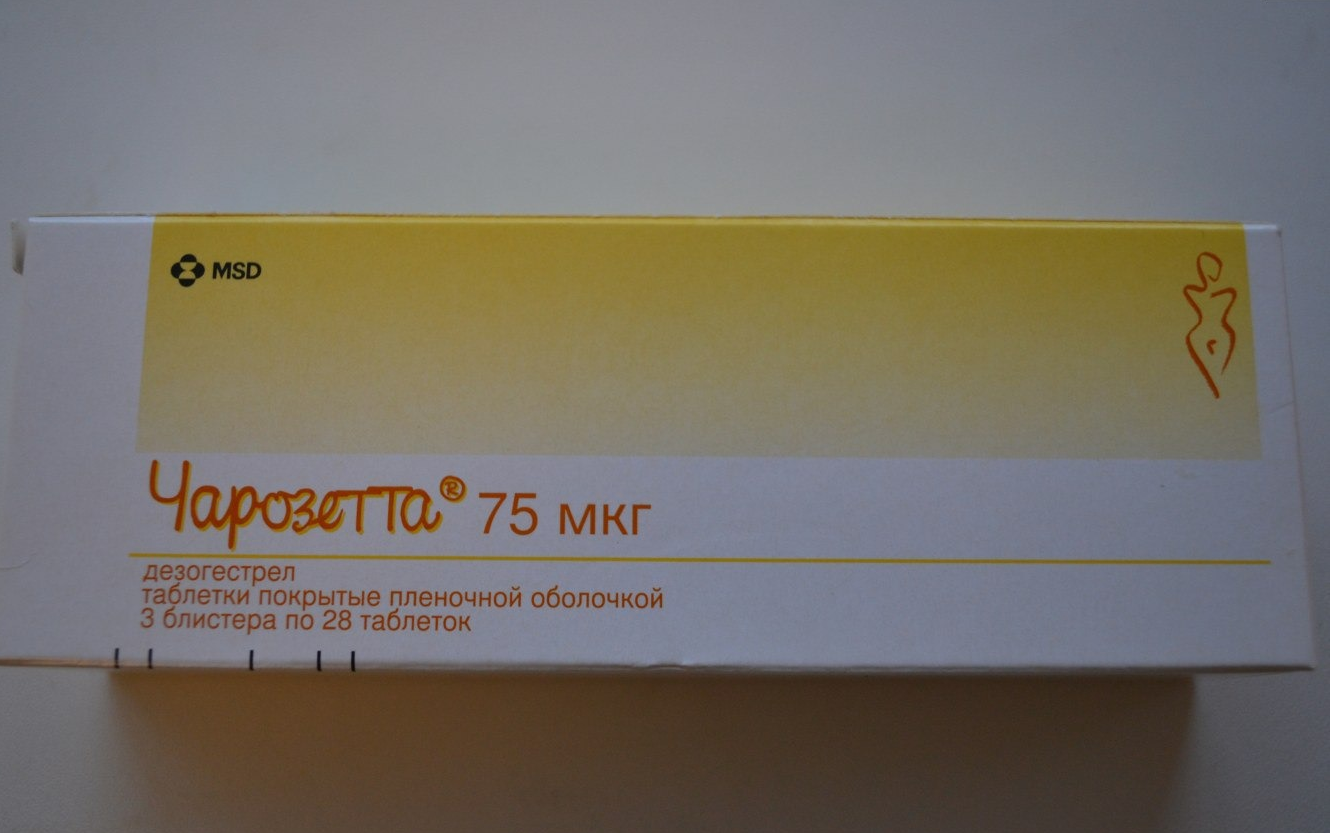 MSD
Чарозетта® 75 мкг
дезогестрел
таблетки покрытые пленочной оболочкой
3 блистера по 28 таблеток